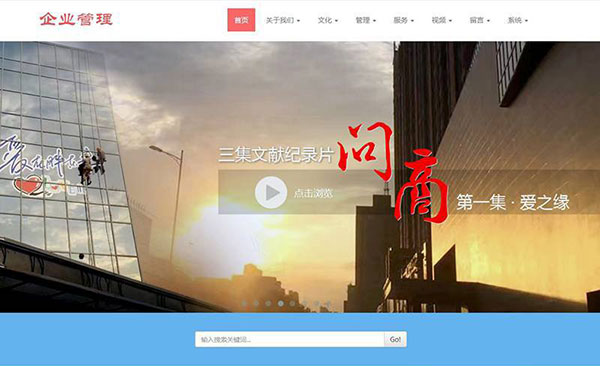 企业管理
首页 关于我们 文化 管理 服务 视频 留言 系统
三集文献纪录片
问商
点击浏览
第一集 · 爱之缘
输入搜索关键词... Go!